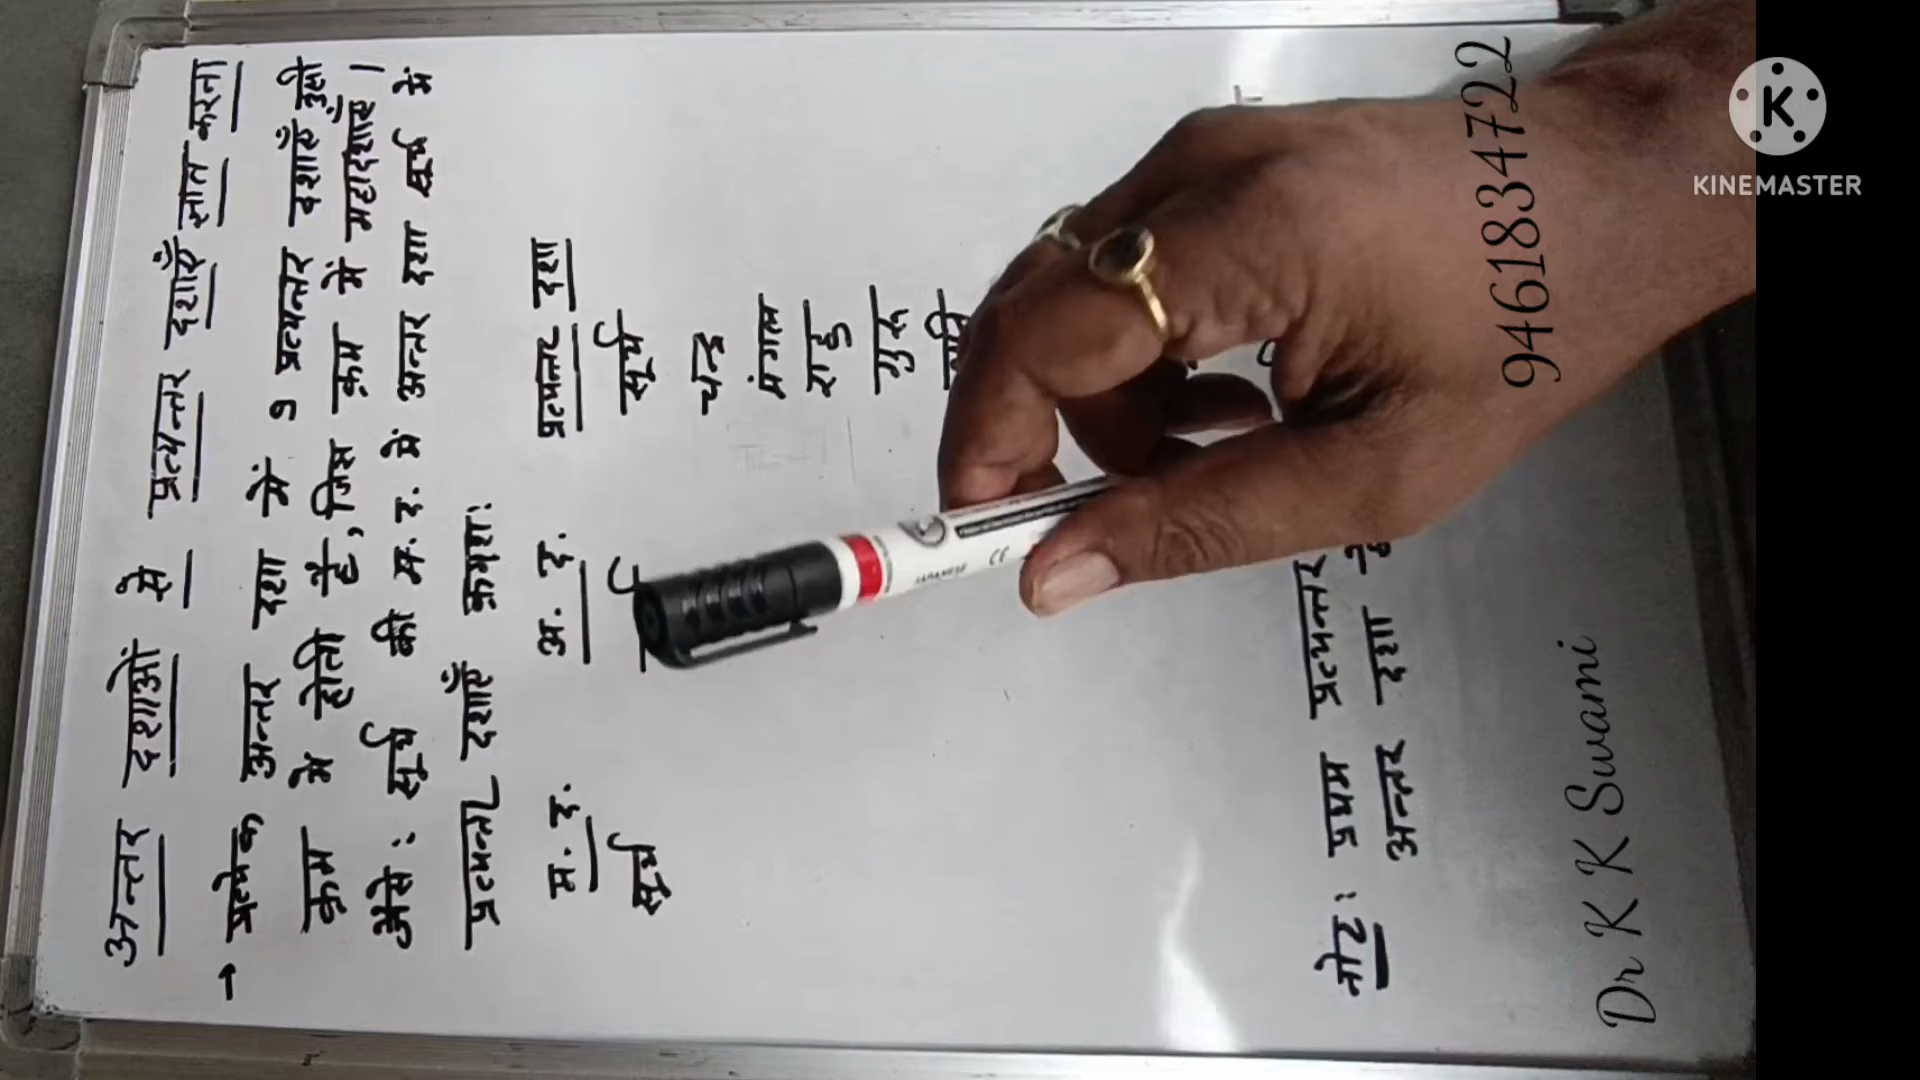 अन्तर दशाओं से प्रत्यन्तर दशाएँ ज्ञात करना
→ प्रत्येक अन्तर दशा में 9 प्रत्यन्तर दशाएँ उसी
क्रम में होती है, जिस क्रम में महादशाएँ।
जैसे: सूर्य की म.द. में अन्तर दशा सूर्य में
प्रत्यन्तर दशाएँ क्रमशः
म. द. अ. द. प्रत्यन्तर दशा
सूर्य सूर्य
चन्द्र
मंगल
राहु
गुरू
नोट: प्रथम प्रत्यन्तर
अन्तर दशा
Dr K K Swami 9461834722
KINEMASTER